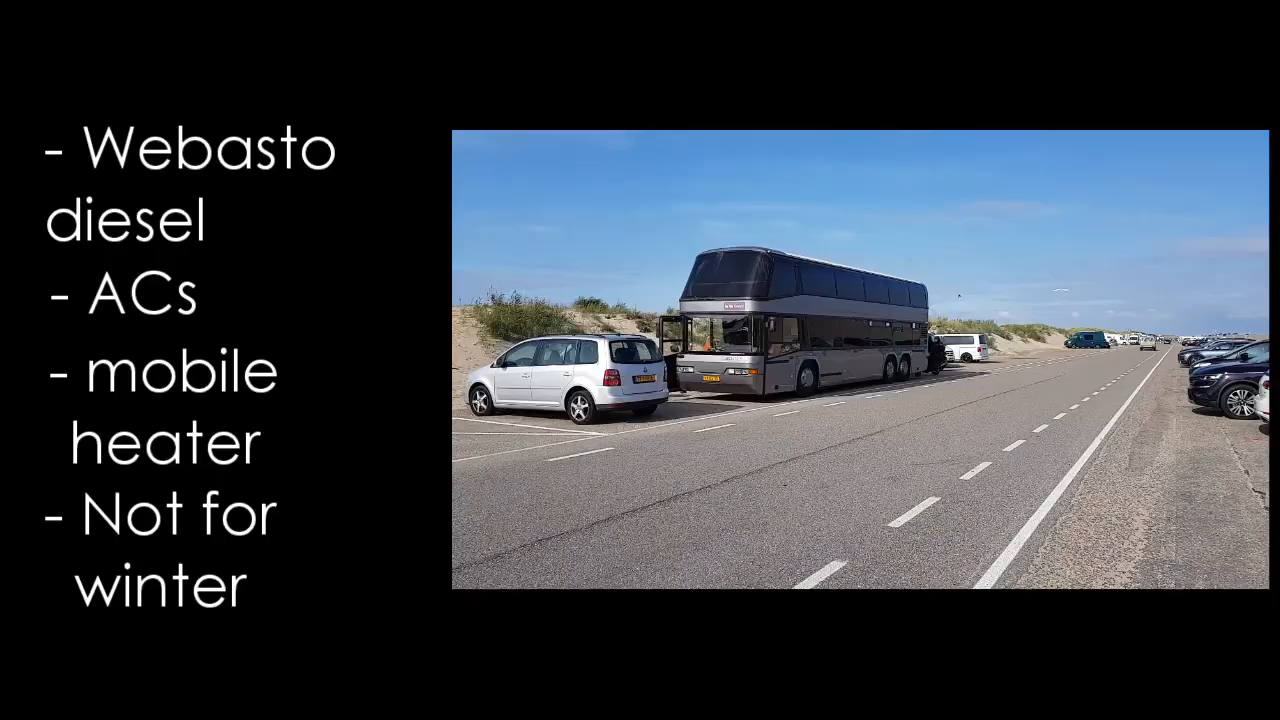 - Webasto
diesel
- ACs
- mobile
heater
- Not for
winter